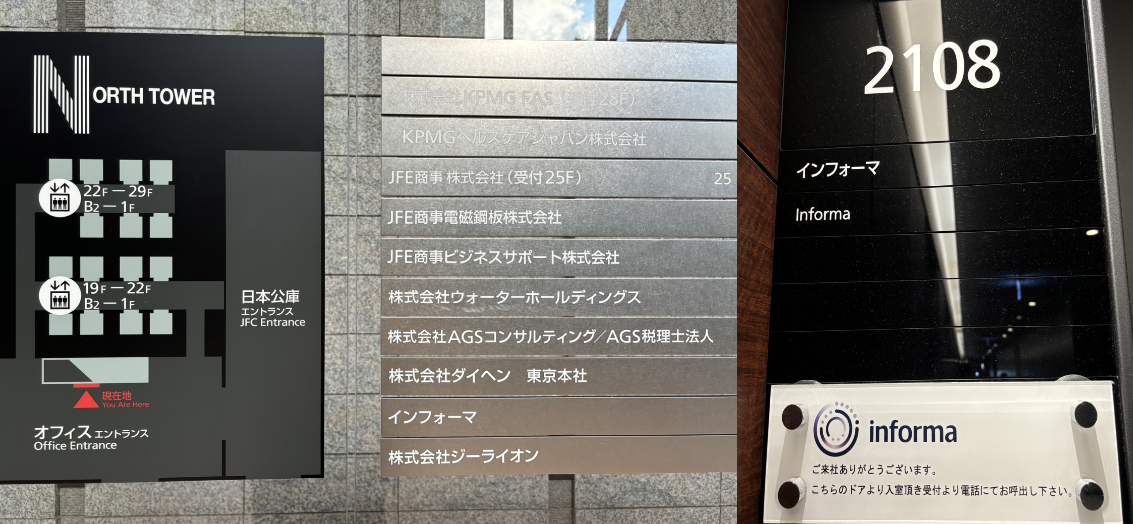 NORTH TOWER
22F — 29F
B2 — 1F
19F — 22F
B2 — 1F
日本公庫
エントランス
JFC Entrance
現在地
You Are Here
オフィスエントランス
Office Entrance
株式会社KPMG FAS
KPMGヘルスケアジャパン株式会社
JFE商事 株式会社（受付25F） 25
JFE商事電磁鋼板株式会社
JFE商事ビジネスサポート株式会社
株式会社ウォーターホールディングス
株式会社AGSコンサルティング／AGS税理士法人
株式会社ダイヘン　東京本社
インフォーマ
株式会社ジーライオン
2108
インフォーマ
Informa
informa
ご来社ありがとうございます。
こちらのドアより入室頂き受付より電話にてお呼出し下さい。